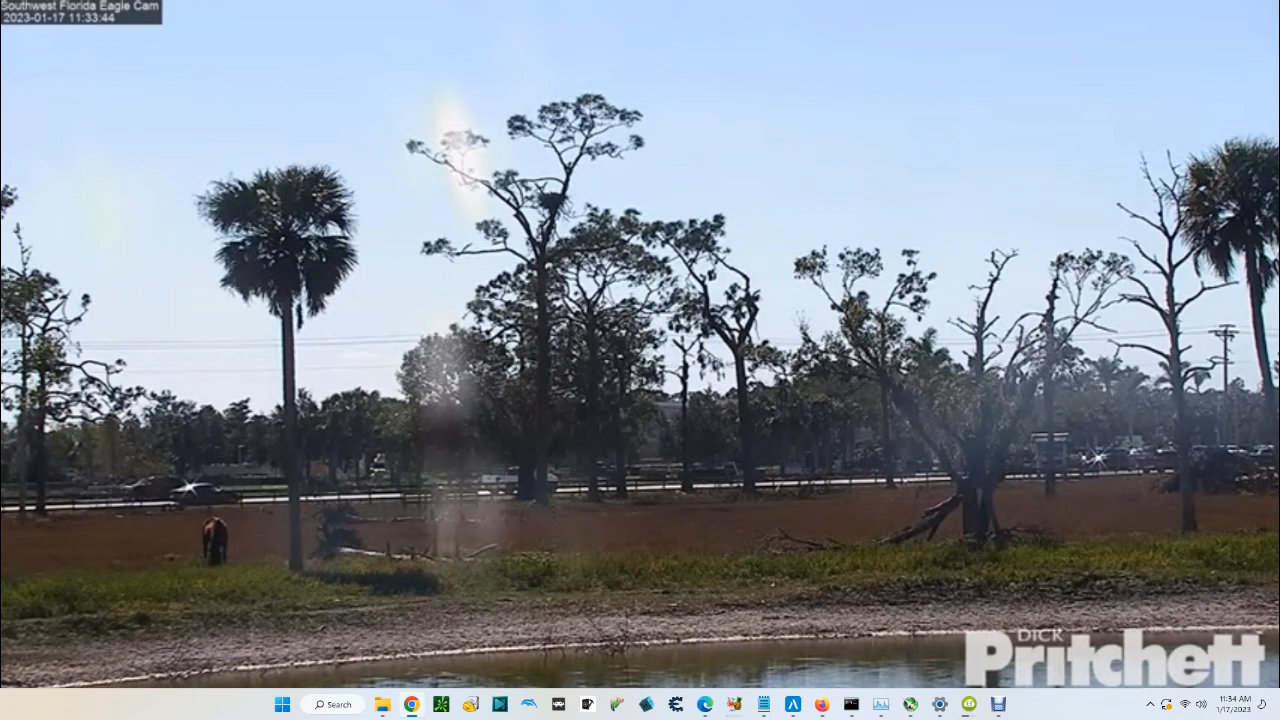 Southwest Florida Eagle Cam
2023-01-17 11:33:44
DICK
Pritchett
Search
11:34 AM
1/17/2023